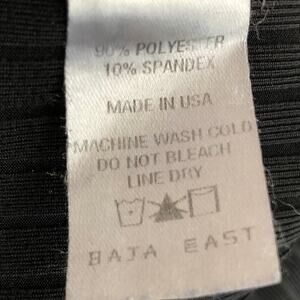 90% POLYESTER
10% SPANDEX
MADE IN USA
MACHINE WASH COLD
DO NOT BLEACH
LINE DRY
BAJA EAST